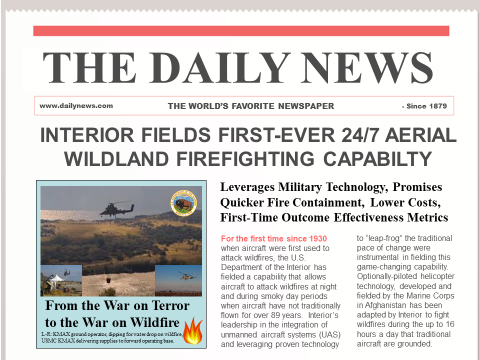 THE DAILY NEWS
www.dailynews.com
THE WORLD'S FAVORITE NEWSPAPER
- Since 1879
INTERIOR FIELDS FIRST-EVER 24/7 AERIAL
WILDLAND FIREFIGHTING CAPABILTY
From the War on Terror
to the War on Wildfire
L-R: KMAX ground operator, dipping for water drop on wildfire,
USMC KMAX delivering supplies to forward operating base.
Leverages Military Technology, Promises
Quicker Fire Containment, Lower Costs,
First-Time Outcome Effectiveness Metrics
For the first time since 1930
when aircraft were first used to
attack wildfires, the U.S.
Department of the Interior has
fielded a capability that allows
aircraft to attack wildfires at night
and during smoky day periods
when aircraft have not traditionally
flown for over 89 years. Interior's
leadership in the integration of
unmanned aircraft systems (UAS)
and leveraging proven technology
to "leap-frog" the traditional
pace of change were
instrumental in fielding this
game-changing capability.
Optionally-piloted helicopter
technology, developed and
fielded by the Marine Corps
in Afghanistan has been
adapted by Interior to fight
wildfires during the up to 16
hours a day that traditional
aircraft are grounded.